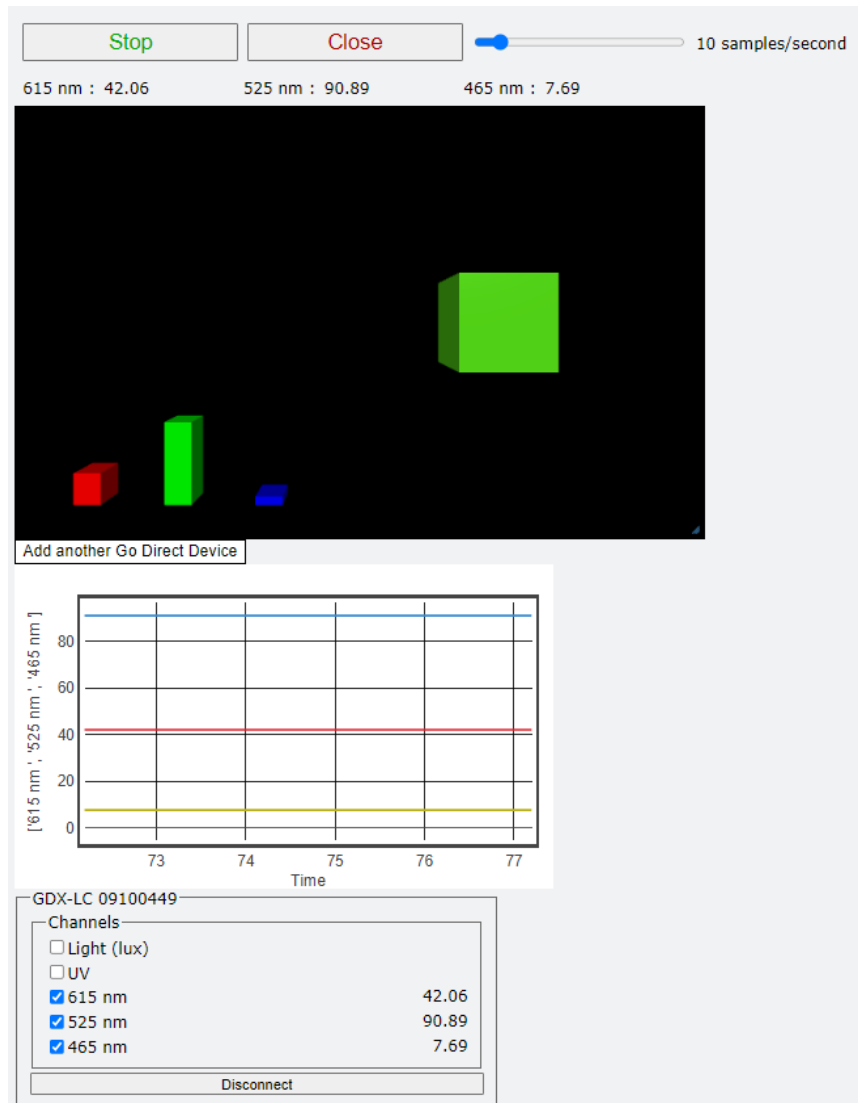 Stop Close 10 samples/second
615 nm : 42.06 525 nm : 90.89 465 nm : 7.69
Add another Go Direct Device
['615 nm ', '525 nm ', '465 nm ']
80
60
40
20
0
73 74 75 76 77
Time
GDX-LC 09100449
Channels
Light (lux)
UV
615 nm 42.06
525 nm 90.89
465 nm 7.69
Disconnect